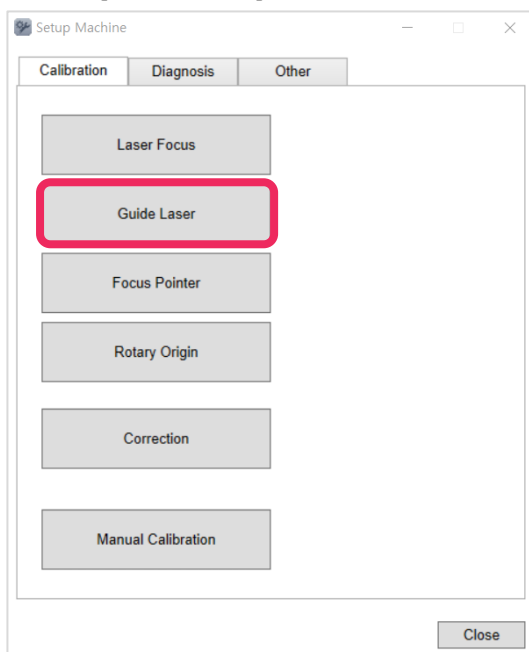 Setup Machine
Calibration Diagnosis Other
Laser Focus
Guide Laser
Focus Pointer
Rotary Origin
Correction
Manual Calibration
Close